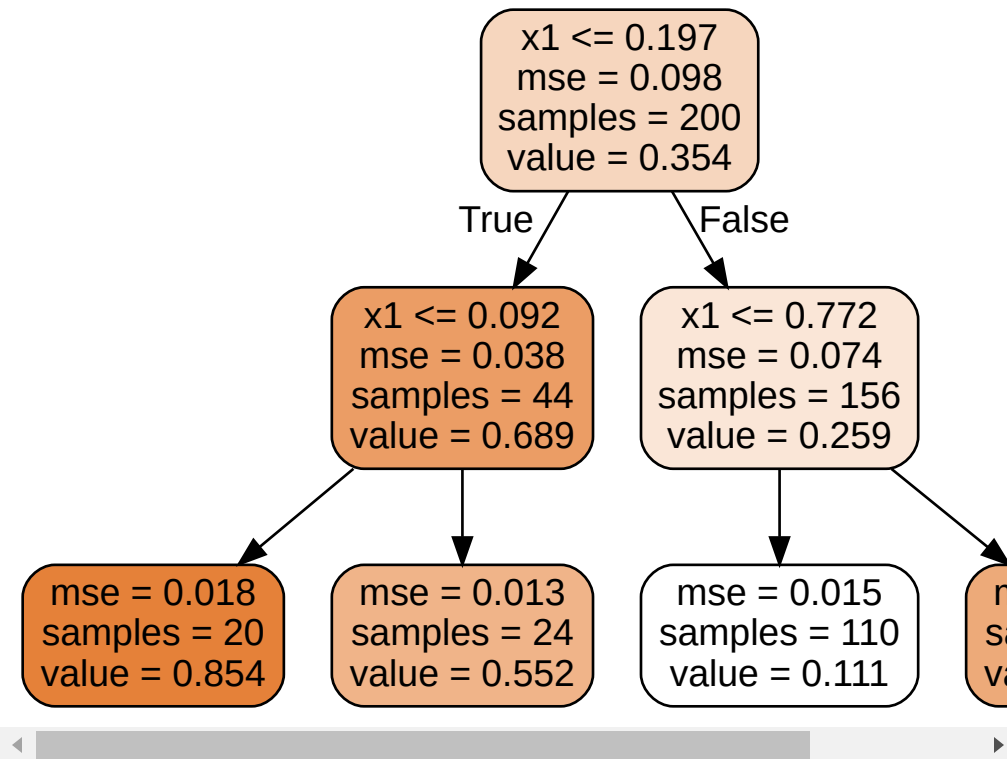 x1 <= 0.197
mse = 0.098
samples = 200
value = 0.354
True
False
x1 <= 0.092
mse = 0.038
samples = 44
value = 0.689
x1 <= 0.772
mse = 0.074
samples = 156
value = 0.259
mse = 0.018
samples = 20
value = 0.854
mse = 0.013
samples = 24
value = 0.552
mse = 0.015
samples = 110
value = 0.111